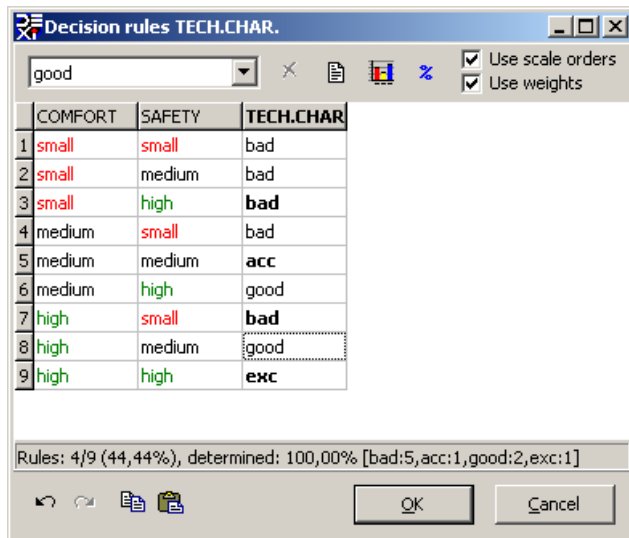 Decision rules TECH.CHAR.
good
Use scale orders
Use weights
COMFORT SAFETY TECH.CHAR
1 small small bad
2 small medium bad
3 small high bad
4 medium small bad
5 medium medium acc
6 medium high good
7 high small bad
8 high medium good
9 high high exc
Rules: 4/9 (44,44%), determined: 100,00% [bad:5,acc:1,good:2,exc:1]
OK Cancel